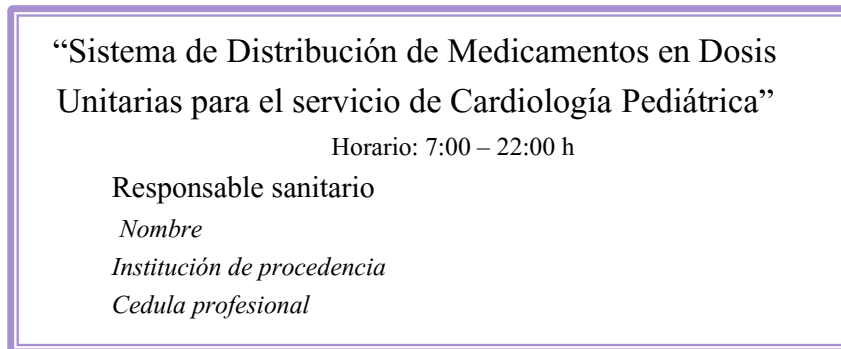 “Sistema de Distribución de Medicamentos en Dosis
Unitarias para el servicio de Cardiología Pediátrica”
Horario: 7:00 – 22:00 h
Responsable sanitario
Nombre
Institución de procedencia
Cedula profesional